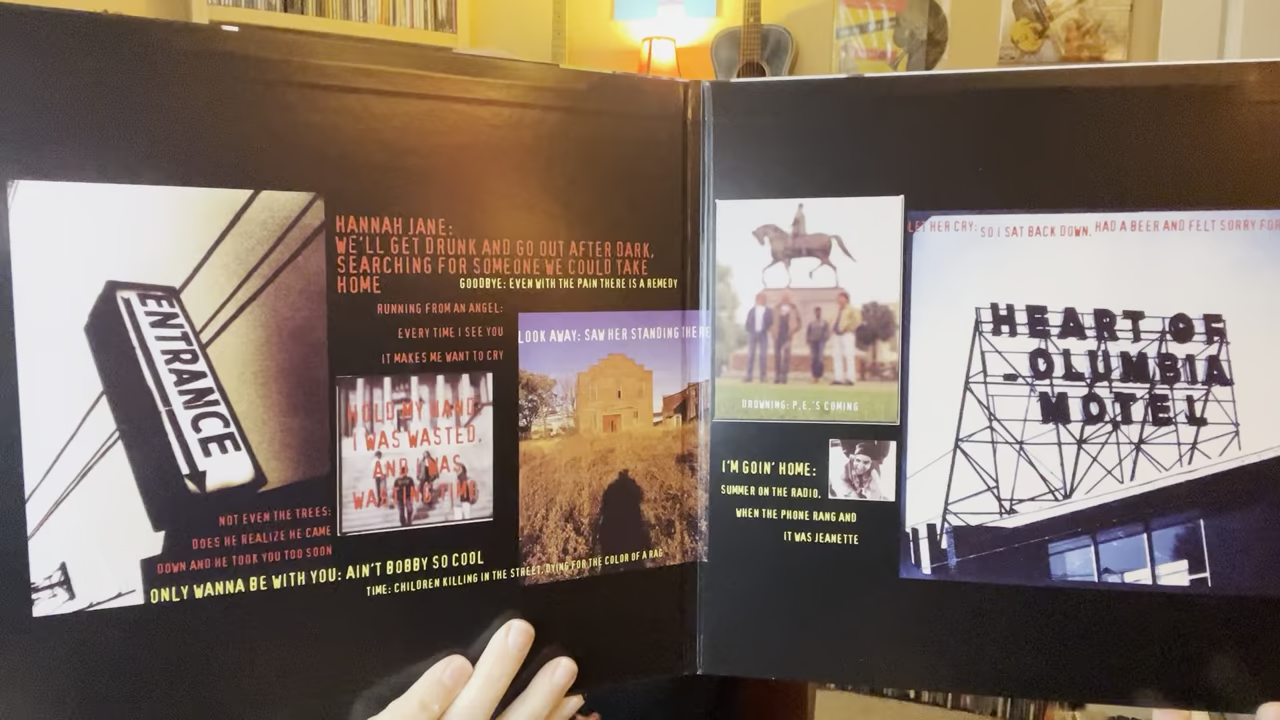 ENTRANCE
HANNAH JANE:
WE'LL GET DRUNK AND GO OUT AFTER DARK,
SEARCHING FOR SOMEONE WE COULD TAKE
HOME
GOODBYE: EVEN WITH THE PAIN THERE IS A REMEDY
RUNNING FROM AN ANGEL:
EVERY TIME I SEE YOU
IT MAKES ME WANT TO CRY
LOOK AWAY: SAW HER STANDING THERE
HOLD MY HAND:
I WAS WASTED,
AND I WAS
WASTING TIME
NOT EVEN THE TREES:
DOES HE REALIZE HE CAME
DOWN AND HE TOOK YOU TOO SOON
ONLY WANNA BE WITH YOU: AIN'T BOBBY SO COOL
TIME: CHILDREN KILLING IN THE STREET, DYING FOR THE COLOR OF A RAG
DROWNING: P.E.'S COMING
I'M GOIN' HOME:
SUMMER ON THE RADIO,
WHEN THE PHONE RANG AND
IT WAS JEANETTE
LET HER CRY: SO I SAT BACK DOWN, HAD A BEER AND FELT SORRY FOR
HEART OF
OLUMBIA
MOTEL